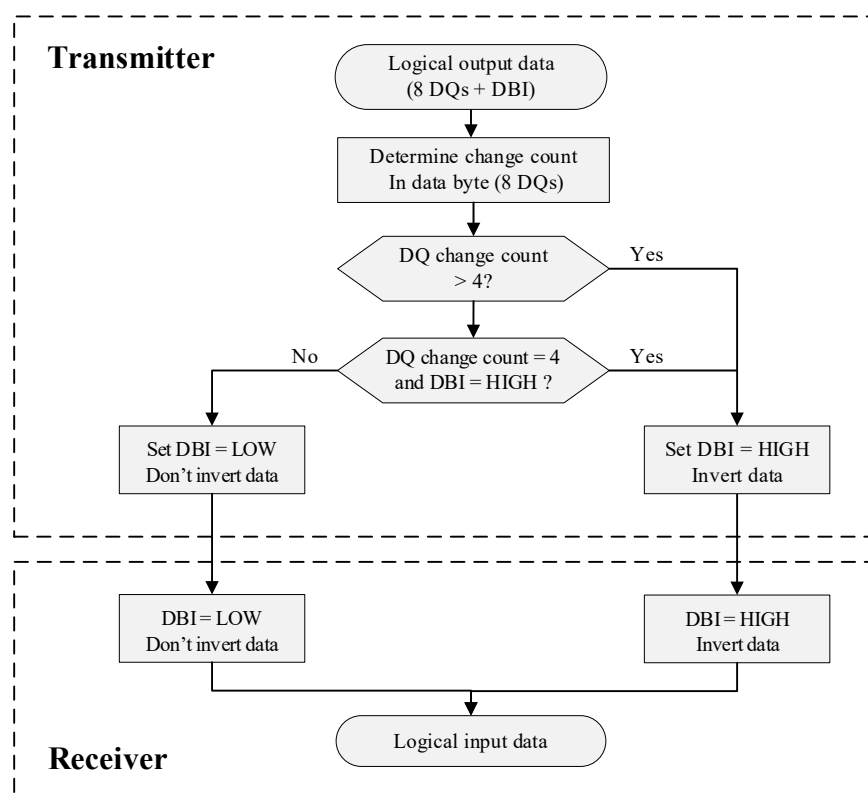 Transmitter
Logical output data
(8 DQs + DBI)
Determine change count
In data byte (8 DQs)
DQ change count
> 4?
Yes
No
DQ change count = 4
and DBI = HIGH ?
Yes
Set DBI = LOW
Don’t invert data
Set DBI = HIGH
Invert data
DBI = LOW
Don’t invert data
DBI = HIGH
Invert data
Logical input data
Receiver